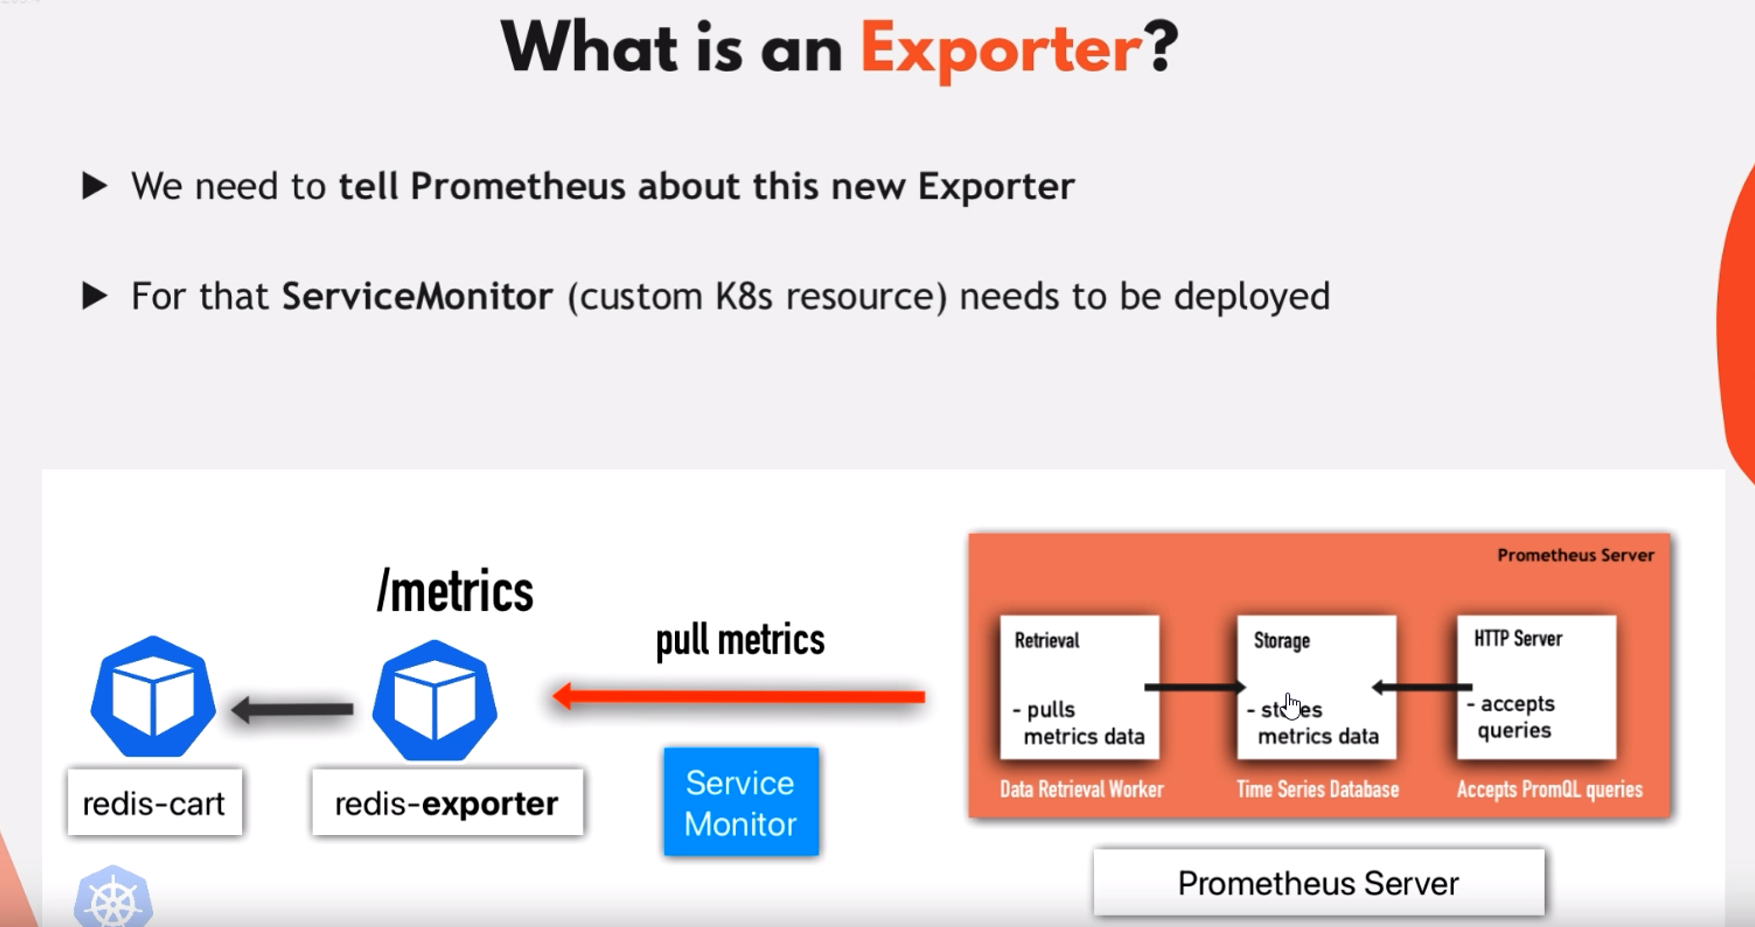 What is an Exporter?
We need to tell Prometheus about this new Exporter
For that ServiceMonitor (custom K8s resource) needs to be deployed
/metrics
pull metrics
redis-cart
redis-exporter
Service
Monitor
Prometheus Server
Retrieval
- pulls
metrics data
Data Retrieval Worker
Storage
metrics data
Time Series Database
HTTP Server
- accepts
queries
Accepts PromQL queries
Prometheus Server